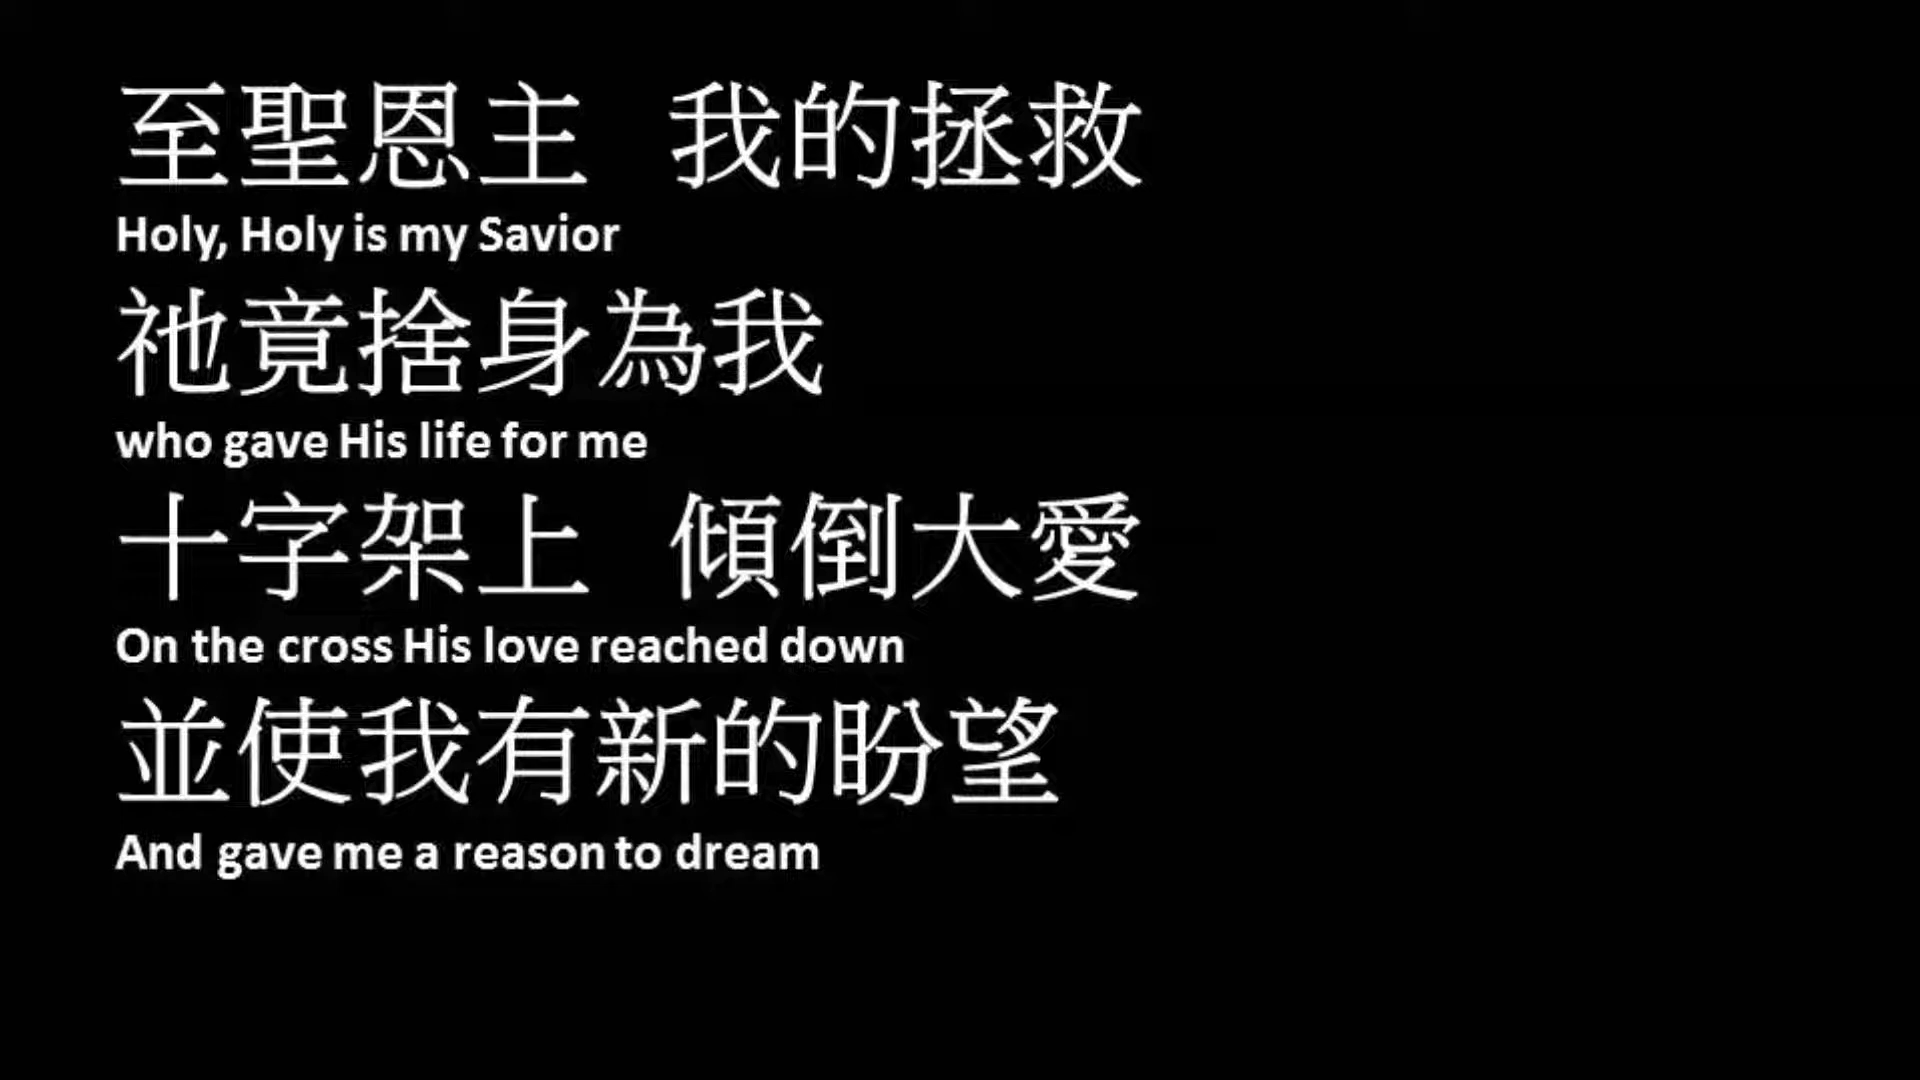 至聖恩主 我的拯救
Holy, Holy is my Savior
祂竟捨身為我
who gave His life for me
十字架上 傾倒大愛
On the cross His love reached down
並使我有新的盼望
And gave me a reason to dream